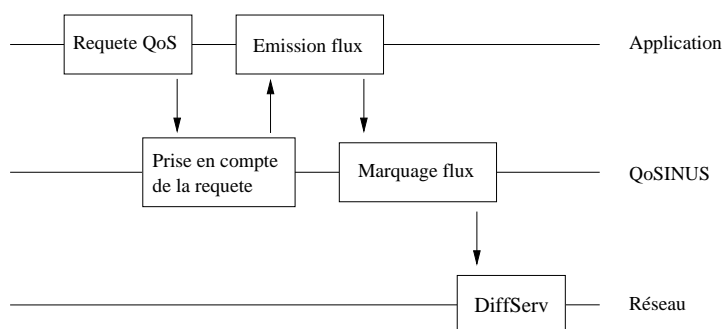 Requete QoS
Emission flux
Application
Prise en compte
de la requete
Marquage flux
QoSINUS
DiffServ
Réseau